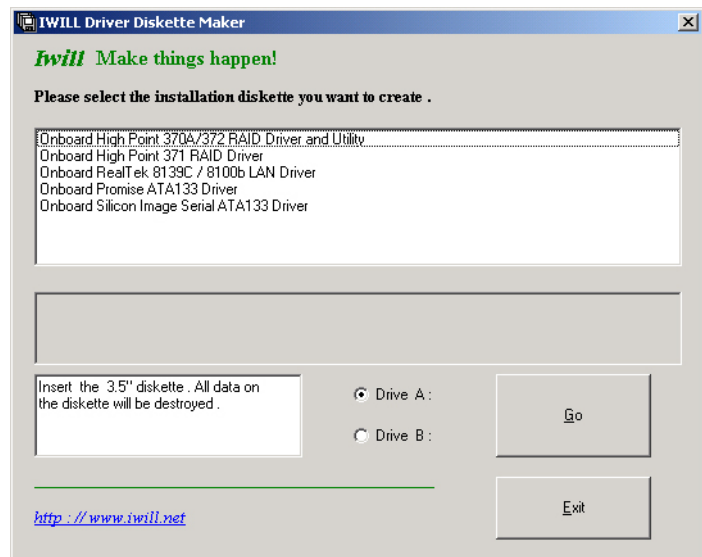 IWILL Driver Diskette Maker
Iwill Make things happen!
Please select the installation diskette you want to create .
Onboard High Point 370A/372 RAID Driver and Utility
Onboard High Point 371 RAID Driver
Onboard RealTek 8139C / 8100b LAN Driver
Onboard Promise ATA133 Driver
Onboard Silicon Image Serial ATA133 Driver
Insert the 3.5" diskette . All data on
the diskette will be destroyed .
Drive A :
Drive B :
Go
http : // www.iwill.net
Exit